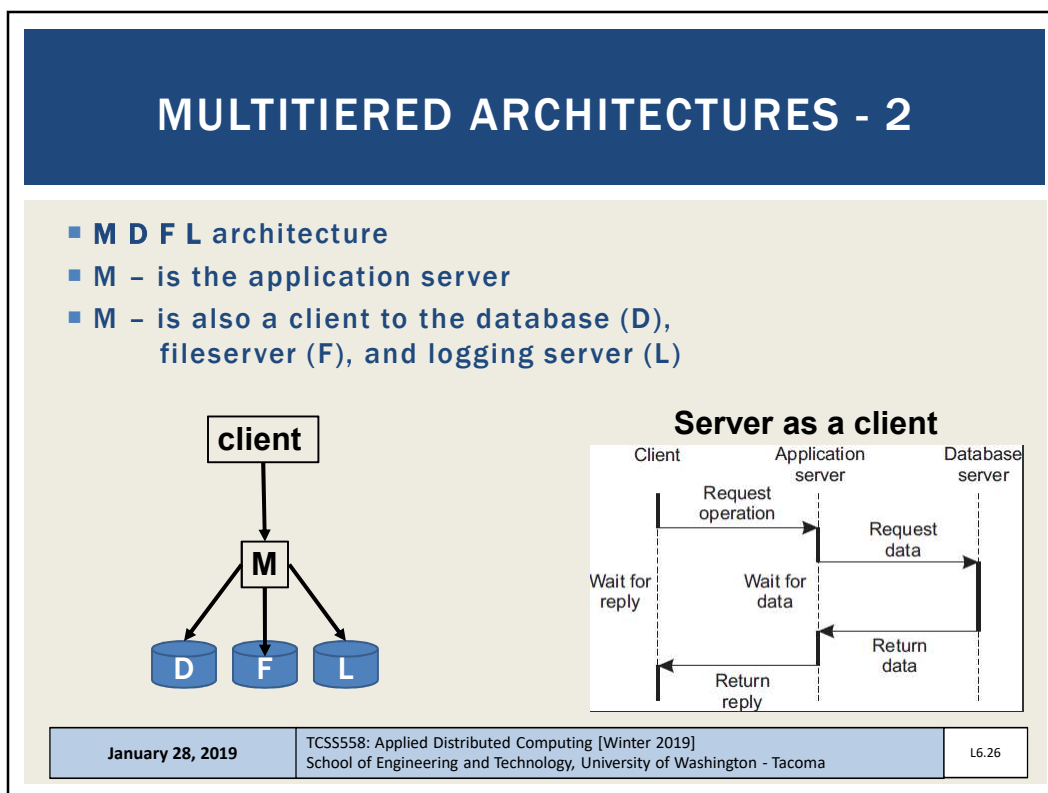 MULTITIERED ARCHITECTURES - 2
M D F L architecture
M – is the application server
M – is also a client to the database (D),
fileserver (F), and logging server (L)
client
M
D F L
Server as a client
Client
Application
server
Database
server
Request
operation
Request
data
Wait for
reply
Wait for
data
Return
data
Return
reply
January 28, 2019
TCSS558: Applied Distributed Computing [Winter 2019]
School of Engineering and Technology, University of Washington - Tacoma
L6.26